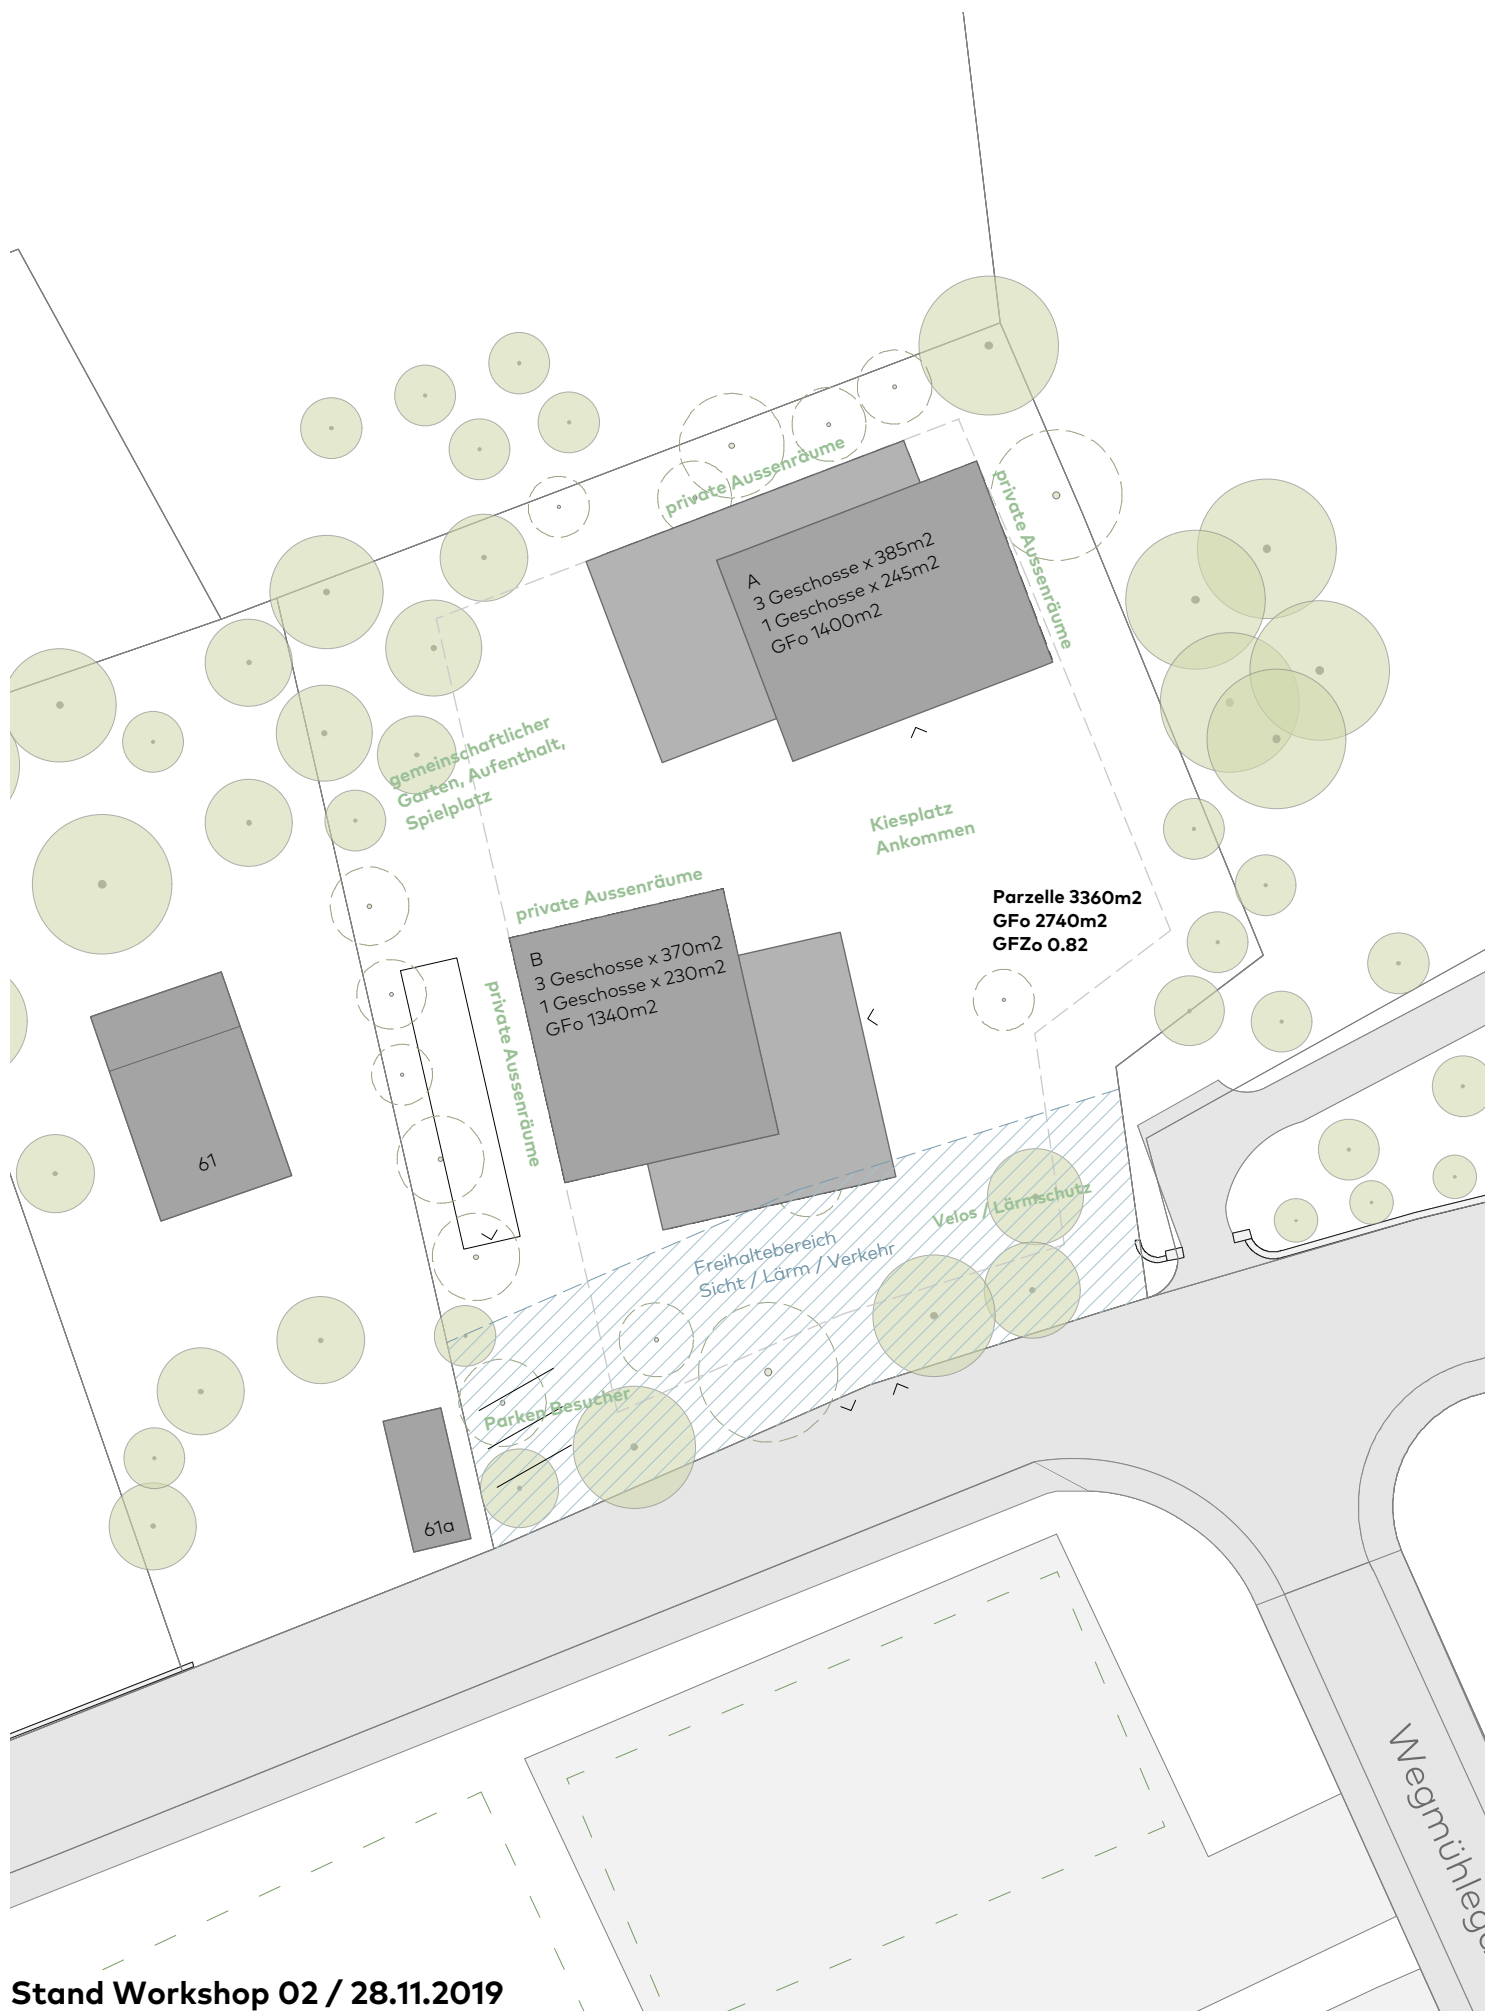 private Aussenräume
private Aussenräume
A
3 Geschosse x 385m2
1 Geschosse x 245m2
GFo 1400m2
gemeinschaftlicher
Garten, Aufenthalt,
Spielplatz
Kiesplatz
Ankommen
private Aussenräume
Parzelle 3360m2
GFo 2740m2
GFZo 0.82
B
3 Geschosse x 370m2
1 Geschosse x 230m2
GFo 1340m2
private Aussenräume
61
Velos / Lärmschutz
Freihaltebereich
Sicht / Lärm / Verkehr
Parken Besucher
61a
Wegmühlega
Stand Workshop 02 / 28.11.2019